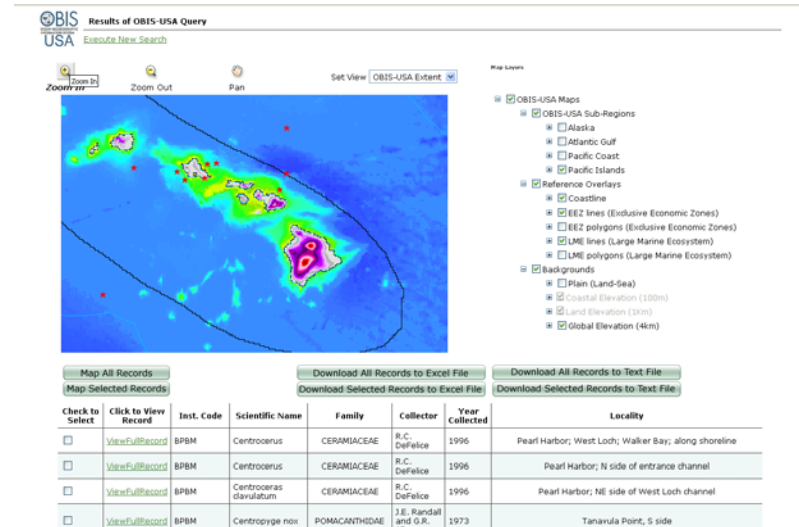 OBIS
USA
Results of OBIS-USA Query
Execute New Search
Zoom In
Zoom In
Zoom Out
Pan
Set View OBIS-USA Extent
Map Layers
OBIS-USA Maps
OBIS-USA Sub-Regions
Alaska
Atlantic Gulf
Pacific Coast
Pacific Islands
Reference Overlays
Coastline
EEZ lines (Exclusive Economic Zones)
EEZ polygons (Exclusive Economic Zones)
LME lines (Large Marine Ecosystem)
LME polygons (Large Marine Ecosystem)
Backgrounds
Plain (Land-Sea)
Coastal Elevation (100m)
Land Elevation (1Km)
Global Elevation (4km)
Map All Records Download All Records to Excel File Download All Records to Text File
Map Selected Records Download Selected Records to Excel File Download Selected Records to Text File
Check to Select Click to View Record Inst. Code Scientific Name Family Collector Year Collected Locality
ViewFullRecord BPBM Centrocerus CERAMIACEAE R.C. DeFelice 1996 Pearl Harbor; West Loch; Walker Bay; along shoreline
ViewFullRecord BPBM Centrocerus CERAMIACEAE R.C. DeFelice 1996 Pearl Harbor; N side of entrance channel
ViewFullRecord BPBM Centroceras clavulatum CERAMIACEAE R.C. DeFelice 1996 Pearl Harbor; NE side of West Loch channel
ViewFullRecord BPBM Centropyge nox POMACANTHIDAE J.E. Randall and G.R. 1973 Tanavula Point, S side